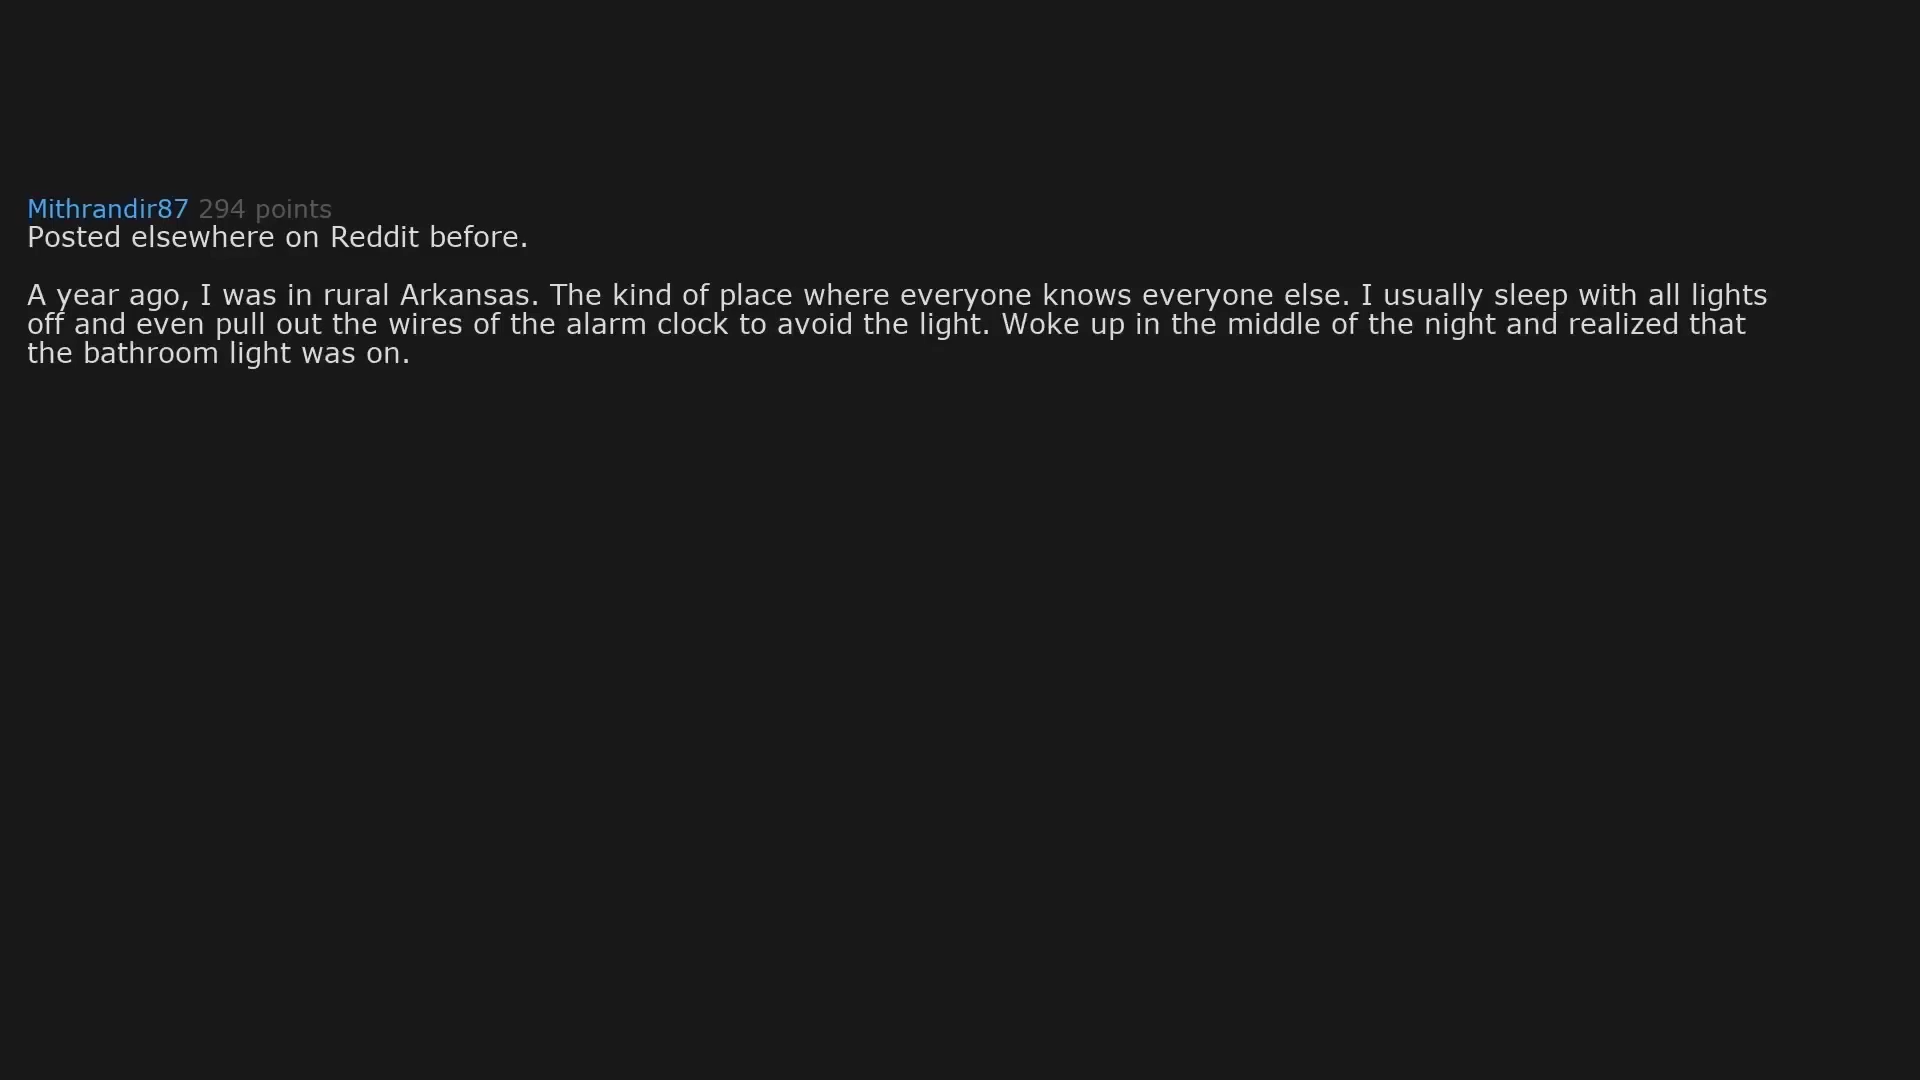 Mithrandir87 294 points
Posted elsewhere on Reddit before.
A year ago, I was in rural Arkansas. The kind of place where everyone knows everyone else. I usually sleep with all lights
off and even pull out the wires of the alarm clock to avoid the light. Woke up in the middle of the night and realized that
the bathroom light was on.